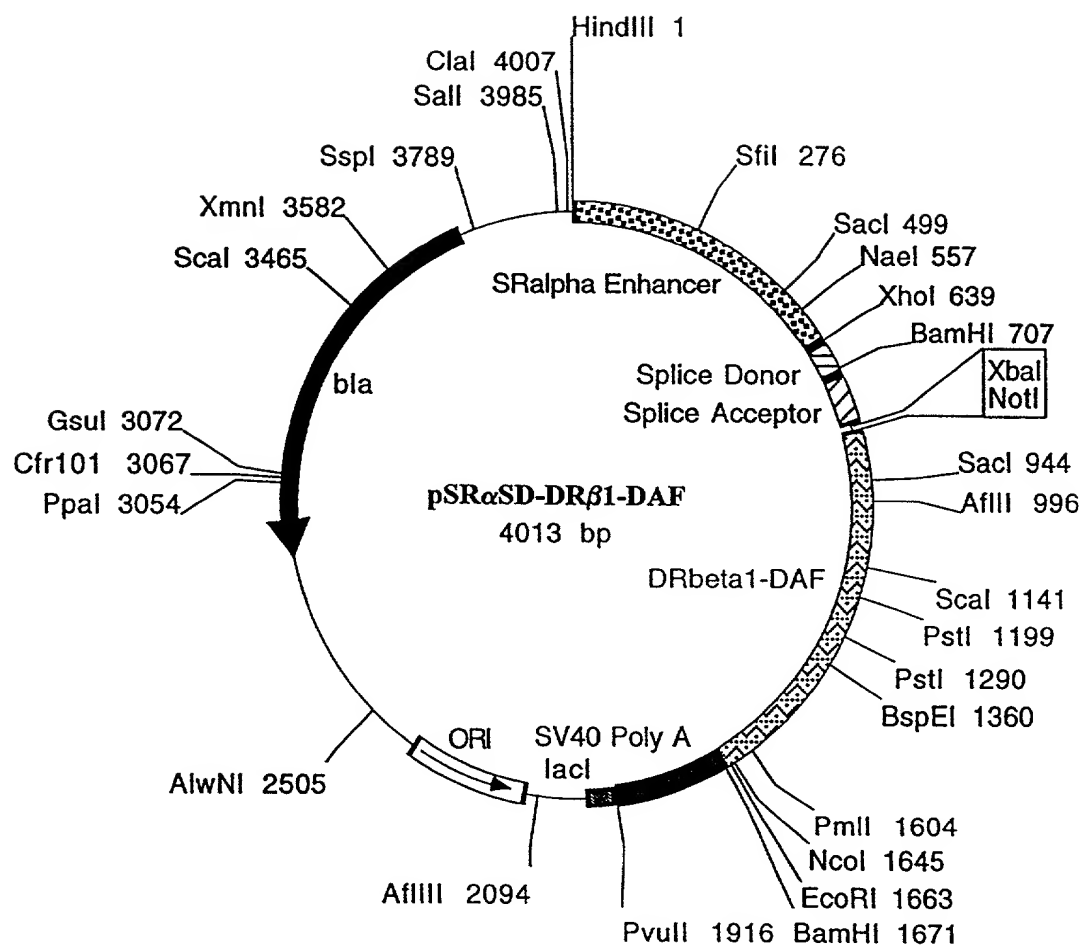 HindIII 1
ClaI 4007
SalI 3985
SspI 3789
SfiI 276
XmnI 3582
SacI 499
ScaI 3465
NaeI 557
SRalpha Enhancer
XhoI 639
BamHI 707
Splice Donor
XbaI
bla
Splice Acceptor
NotI
GsuI 3072
Cfr101 3067
SacI 944
PpaI 3054
pSRαSD-DRβ1-DAF
AflII 996
4013 bp
DRbeta1-DAF
ScaI 1141
PstI 1199
PstI 1290
BspEI 1360
ORI
SV40 Poly A
lacI
AlwNI 2505
PmlI 1604
NcoI 1645
AflIII 2094
EcoRI 1663
PvuII 1916
BamHI 1671